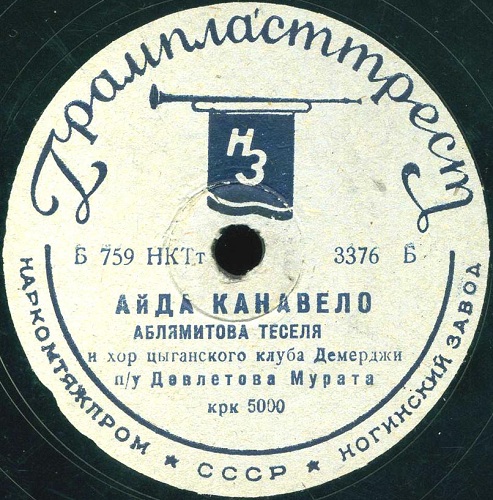 Грампласттрест
НЗ
Б 759 НКТп 3376 Б
АйДА КАНАВЕЛО
АБЛЯМИТОВА ТЕСЕЛЯ
и хор цыганского клуба Демерджи
п/у Девлетова Мурата
крк 5000
НАРКОМТЯЖПРОМ ★ СССР ★ НОГИНСКИЙ ЗАВОД